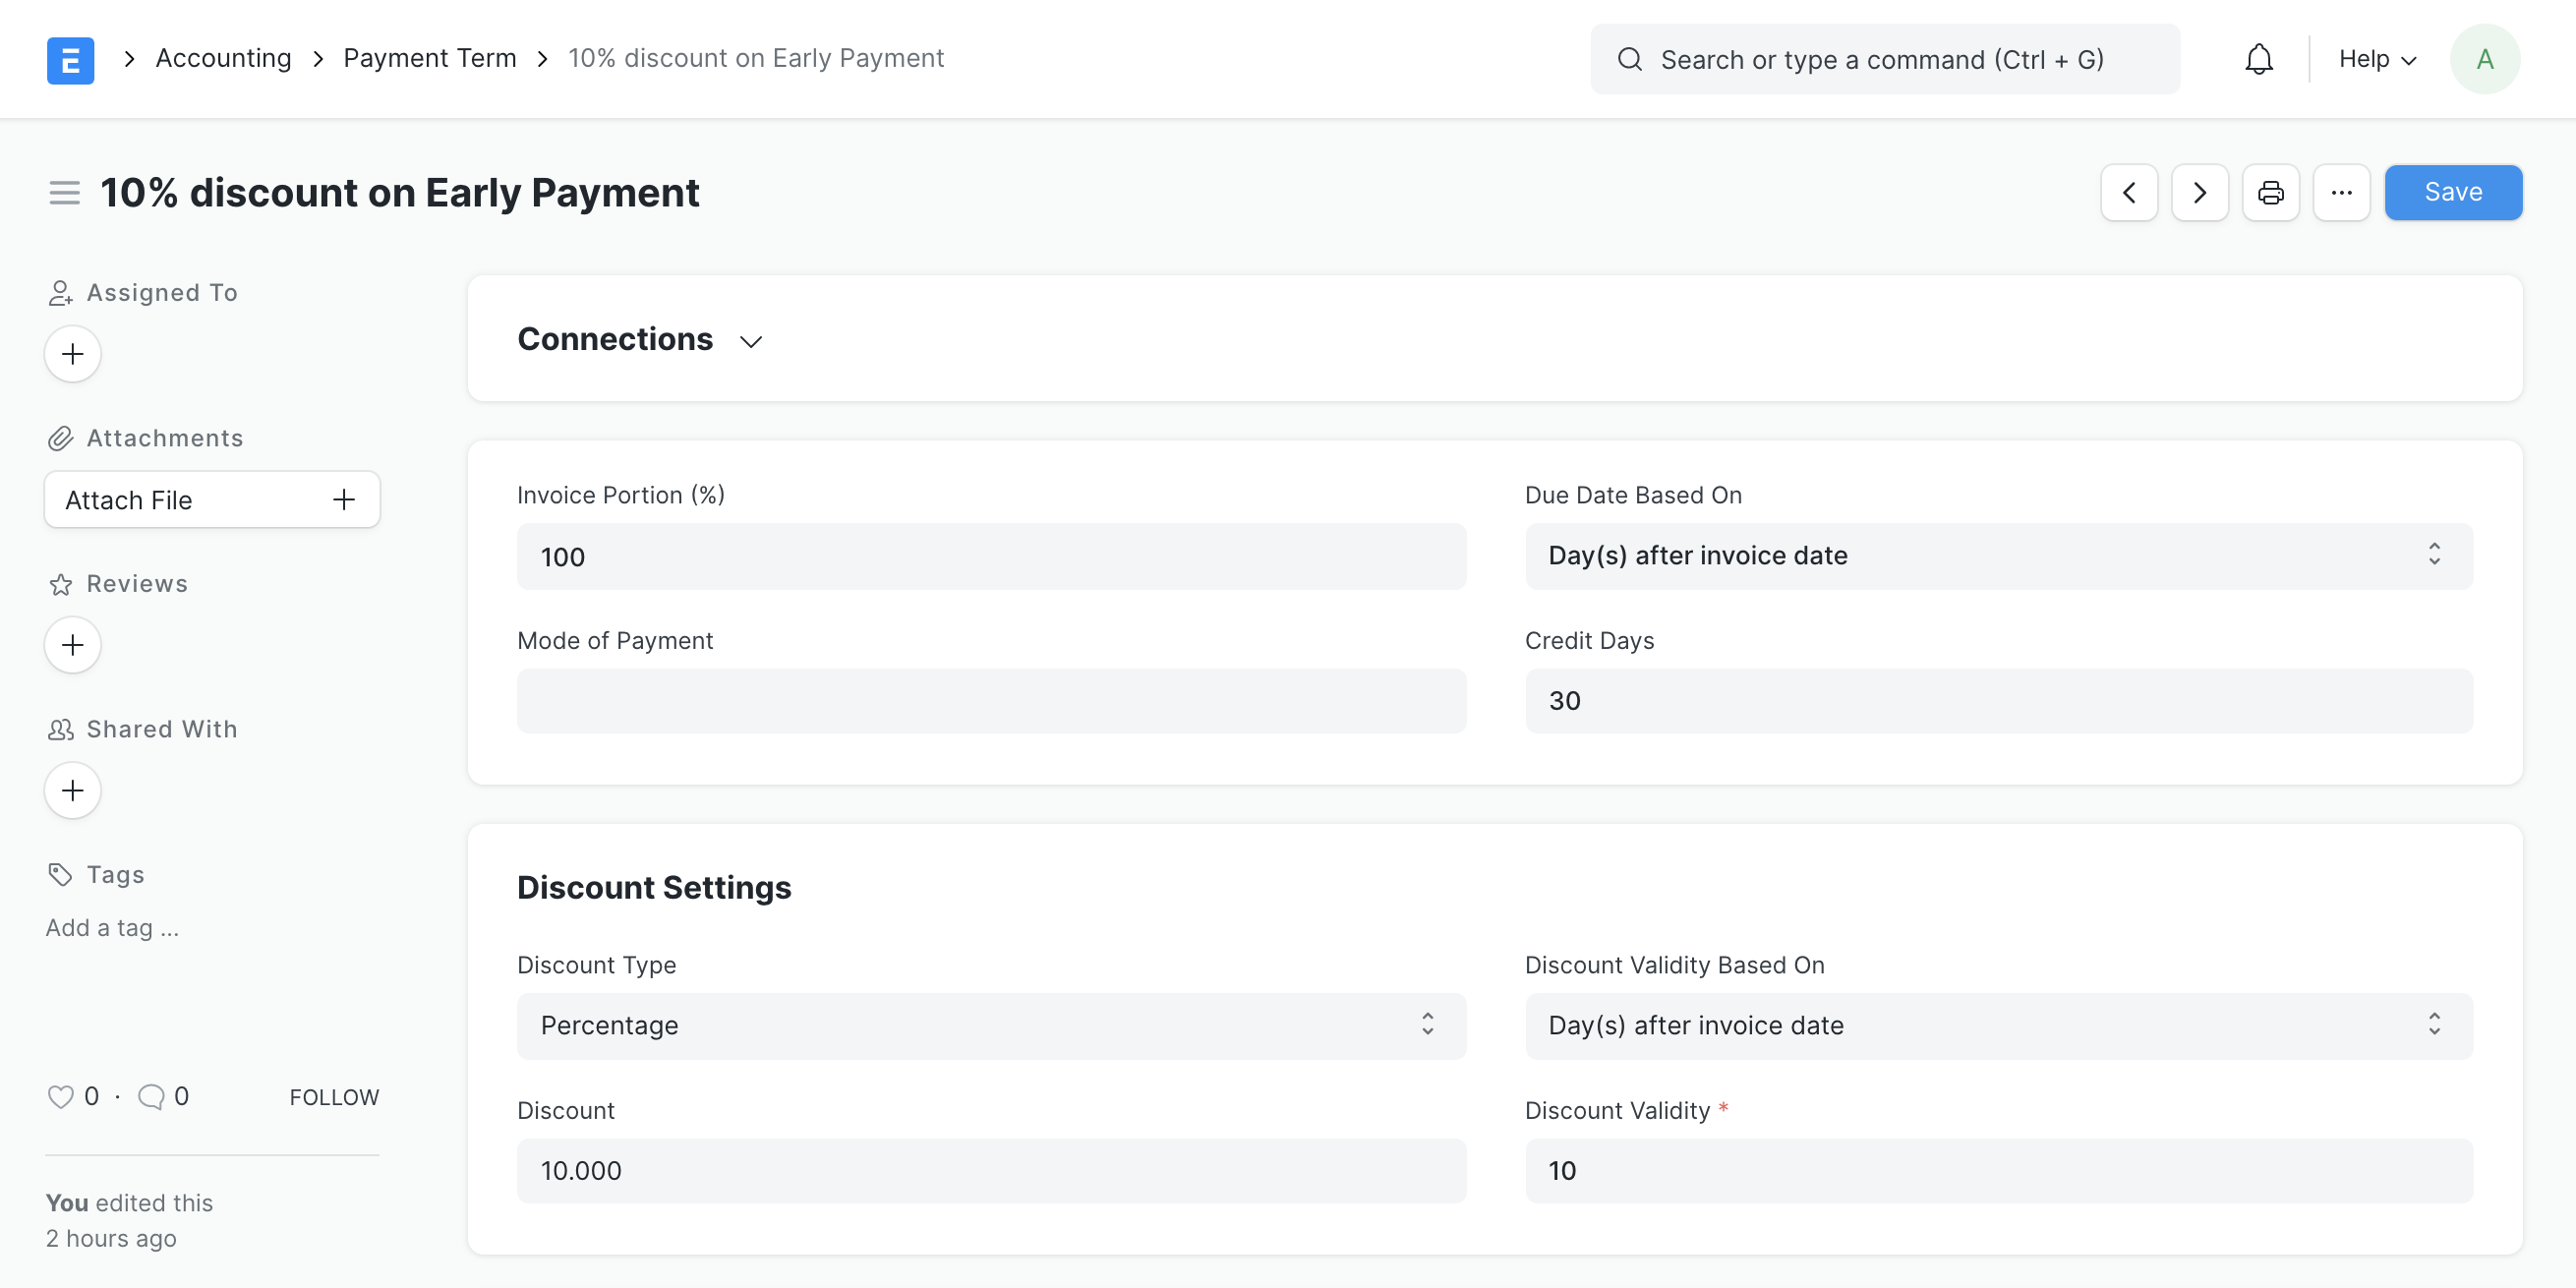 E Accounting Payment Term 10% discount on Early Payment Search or type a command (Ctrl + G) Help A
10% discount on Early Payment Save
Assigned To
Attachments
Attach File
Reviews
Shared With
Tags
Add a tag ...
0 · 0 FOLLOW
You edited this
2 hours ago
Connections
Invoice Portion (%)
100
Mode of Payment
Due Date Based On
Day(s) after invoice date
Credit Days
30
Discount Settings
Discount Type
Percentage
Discount
10.000
Discount Validity Based On
Day(s) after invoice date
Discount Validity *
10